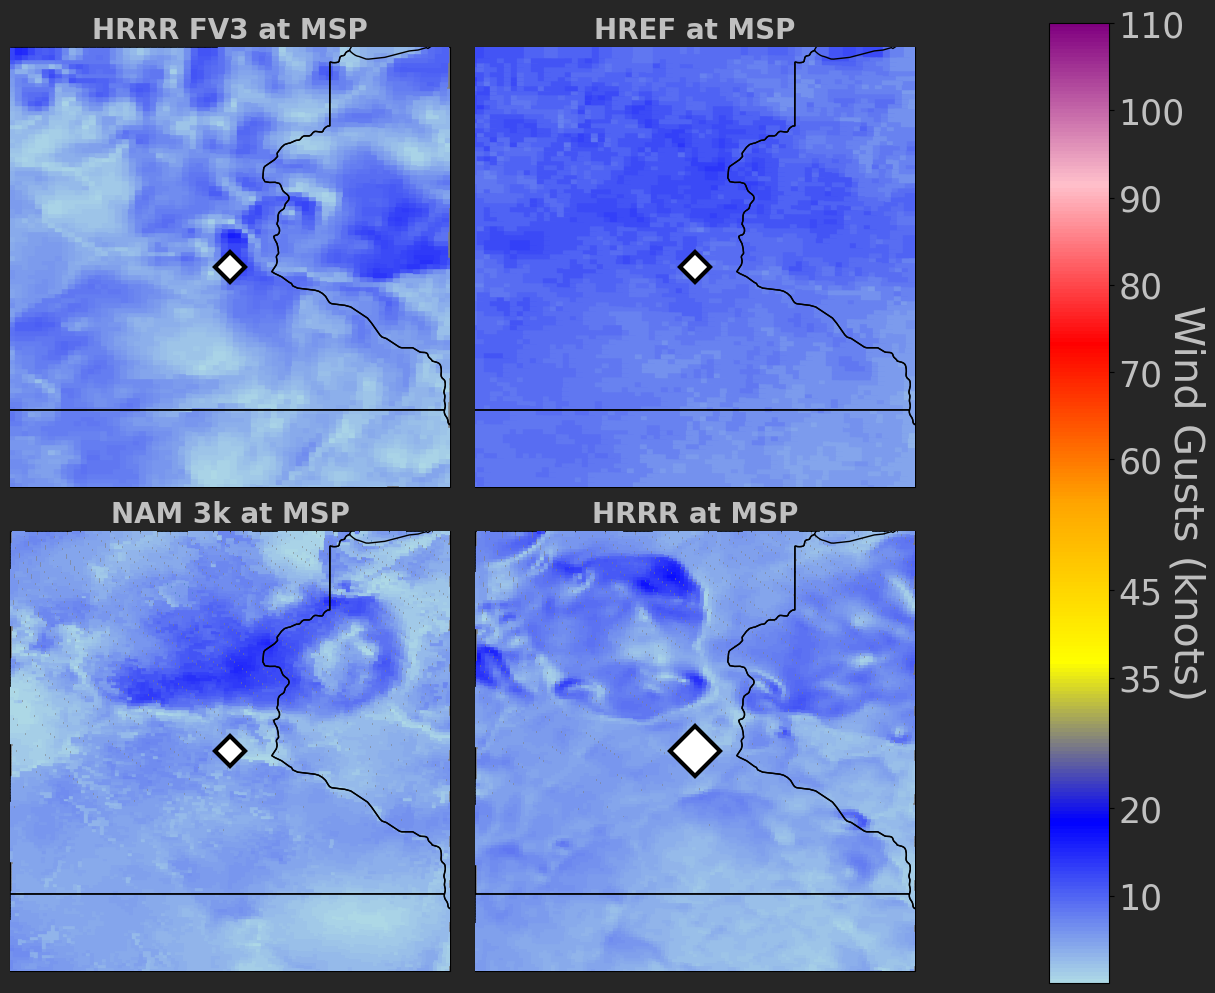 HRRR FV3 at MSP
HREF at MSP
NAM 3k at MSP
HRRR at MSP
110
100
90
80
70
60
45
35
20
10
Wind Gusts (knots)